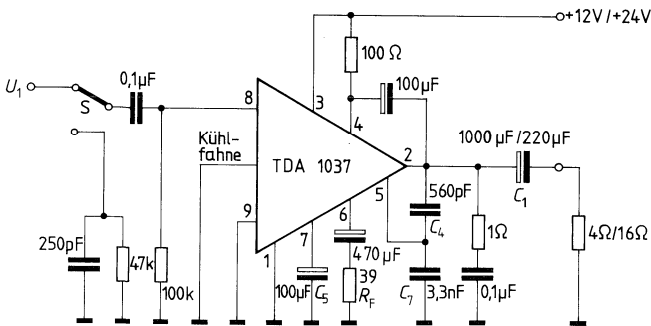 +12V/+24V
100 Ω
0,1µF
100µF
U1
S
8
3
4
Kühl-
fahne
TDA 1037
2
1000 µF/220µF
C1
5
560pF
C4
9
6
7
1
470 µF
1Ω
4Ω/16Ω
250pF
47k
100k
100µF
C5
39
RF
C7
3,3nF
0,1µF